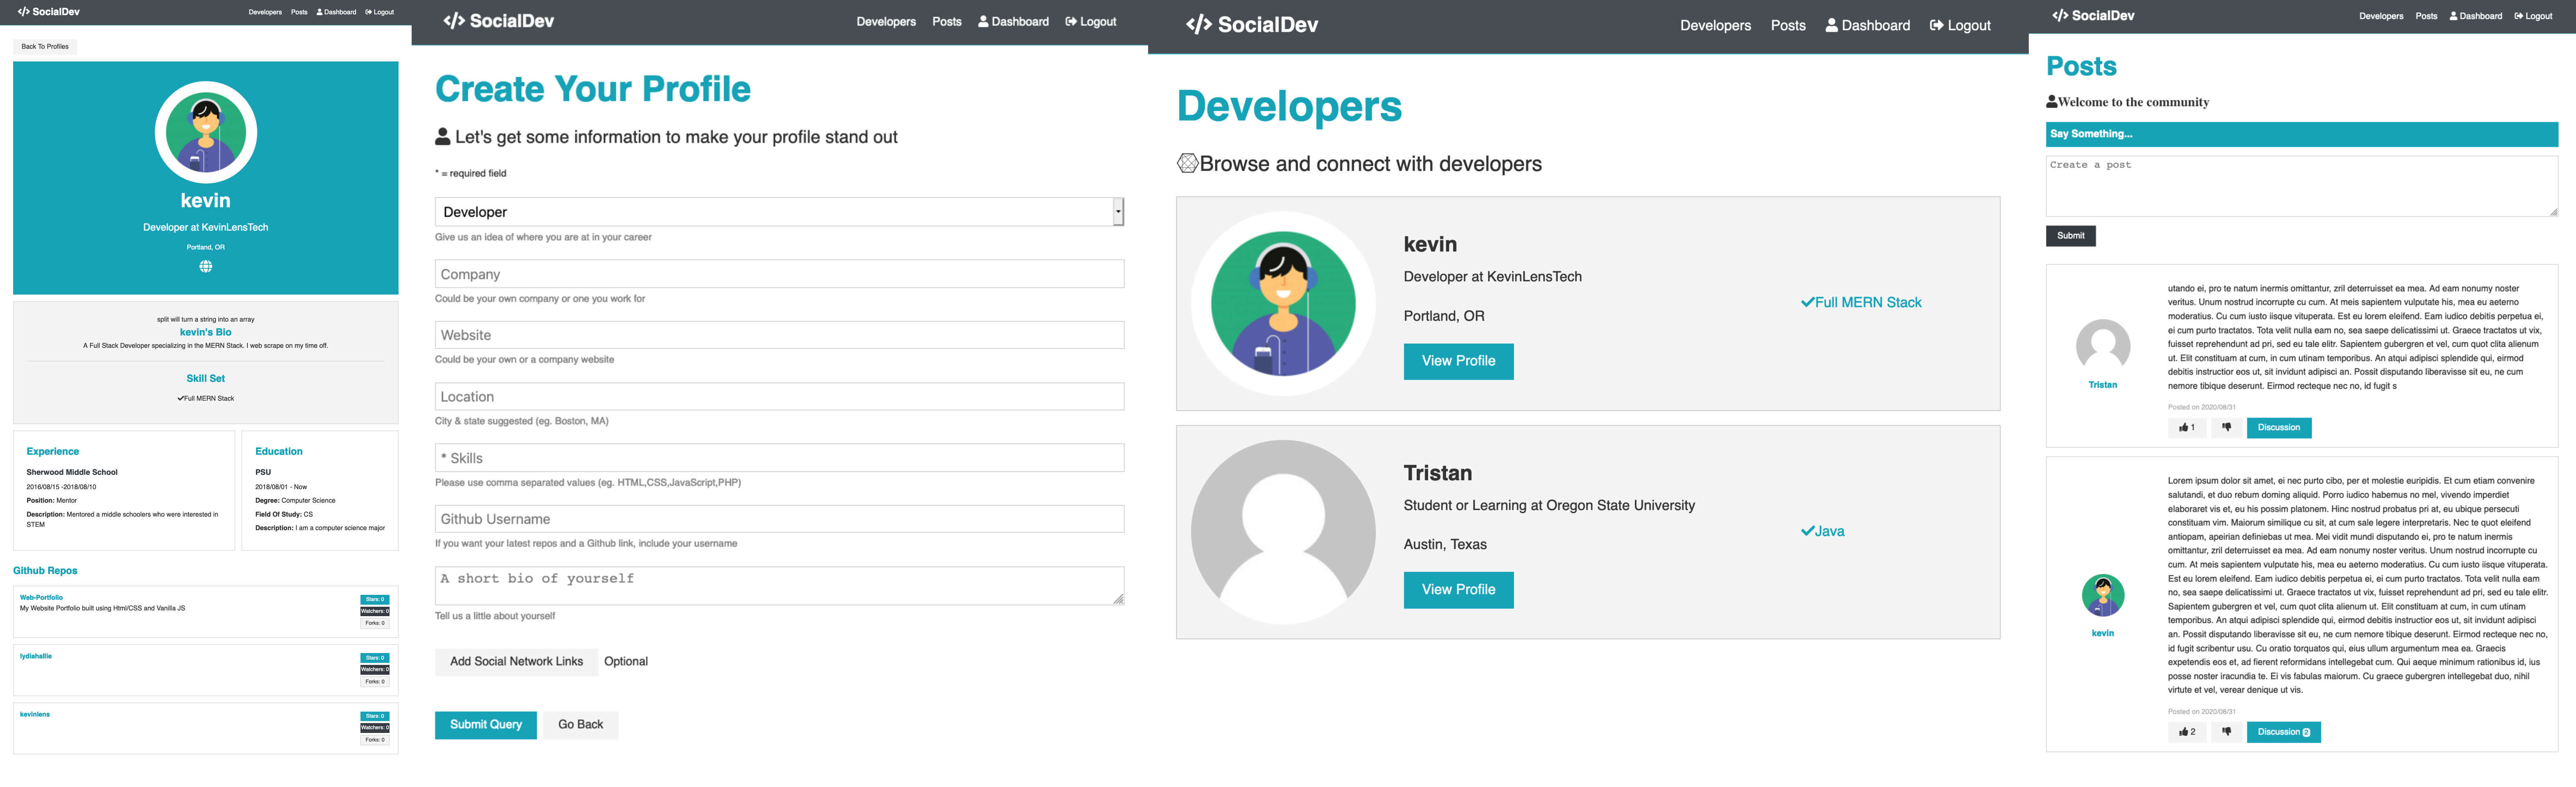 </> SocialDev
Developers Posts Dashboard Logout
Back To Profiles
kevin
Developer at KevinLensTech
Portland, OR
split will turn a string into an array
kevin's Bio
A Full Stack Developer specializing in the MERN Stack. I web scrape on my time off.
Skill Set
Full MERN Stack
Experience
Sherwood Middle School
2016/08/15 -2018/08/10
Position: Mentor
Description: Mentored a middle schoolers who were interested in
STEM
Education
PSU
2018/08/01 - Now
Degree: Computer Science
Field Of Study: CS
Description: I am a computer science major
Github Repos
Web-Portfolio
My Website Portfolio built using Html/CSS and Vanilla JS
Stars: 0
Watchers: 0
Forks: 0
lydiahallie
Stars: 0
Watchers: 0
Forks: 0
kevinlens
Stars: 0
Watchers: 0
Forks: 0
</> SocialDev
Developers Posts Dashboard Logout
Create Your Profile
Let's get some information to make your profile stand out
* = required field
Developer
Give us an idea of where you are at in your career
Company
Could be your own company or one you work for
Website
Could be your own or a company website
Location
City & state suggested (eg. Boston, MA)
* Skills
Please use comma separated values (eg. HTML,CSS,JavaScript,PHP)
Github Username
If you want your latest repos and a Github link, include your username
A short bio of yourself
Tell us a little about yourself
Add Social Network Links Optional
Submit Query Go Back
</> SocialDev
Developers Posts Dashboard Logout
Developers
Browse and connect with developers
kevin
Developer at KevinLensTech
Portland, OR
View Profile
Full MERN Stack
Tristan
Student or Learning at Oregon State University
Austin, Texas
View Profile
Java
</> SocialDev
Developers Posts Dashboard Logout
Posts
Welcome to the community
Say Something...
Create a post
Submit
Tristan
utando ei, pro te natum inermis omittantur, zril deterruisset ea mea. Ad eam nonumy noster
veritus. Unum nostrud incorrupte cu cum. At meis sapientem vulputate his, mea eu aeterno
moderatius. Cu cum iusto iisque vituperata. Est eu lorem eleifend. Eam iudico debitis perpetua ei,
ei cum purto tractatos. Tota velit nulla eam no, sea saepe delicatissimi ut. Graece tractatos ut vix,
fuisset reprehendunt ad pri, sed eu tale elitr. Sapientem gubergren et vel, cum quot clita alienum
ut. Elit constituam at cum, in cum utinam temporibus. An atqui adipisci splendide qui, eirmod
debitis instructior eos ut, sit invidunt adipisci an. Possit disputando liberavisse sit eu, ne cum
nemore tibique deserunt. Eirmod recteque nec no, id fugit s
Posted on 2020/08/31
1 Discussion
kevin
Lorem ipsum dolor sit amet, ei nec purto cibo, per et molestie euripidis. Et cum etiam convenire
salutandi, et duo rebum doming aliquid. Porro iudico habemus no mel, vivendo imperdiet
elaboraret vis et, eu his possim platonem. Hinc nostrud probatus pri at, eu ubique persecuti
constituam vim. Maiorum similique cu sit, at cum sale legere interpretaris. Nec te quot eleifend
antiopam, apeirian definiebas ut mea. Mei vidit mundi disputando ei, pro te natum inermis
omittantur, zril deterruisset ea mea. Ad eam nonumy noster veritus. Unum nostrud incorrupte cu
cum. At meis sapientem vulputate his, mea eu aeterno moderatius. Cu cum iusto iisque vituperata.
Est eu lorem eleifend. Eam iudico debitis perpetua ei, ei cum purto tractatos. Tota velit nulla eam
no, sea saepe delicatissimi ut. Graece tractatos ut vix, fuisset reprehendunt ad pri, sed eu tale elitr.
Sapientem gubergren et vel, cum quot clita alienum ut. Elit constituam at cum, in cum utinam
temporibus. An atqui adipisci splendide qui, eirmod debitis instructior eos ut, sit invidunt adipisci
an. Possit disputando liberavisse sit eu, ne cum nemore tibique deserunt. Eirmod recteque nec no,
id fugit scribentur usu. Cu oratio torquatos qui, eius ullum argumentum mea ea. Graecis
expetendis eos et, ad fierent reformidans intellegebat cum. Qui aeque minimum rationibus id, ius
posse noster iracundia te. Ei vis fabulas maiorum. Cu graece gubergren intellegebat duo, nihil
virtute et vel, verear denique ut vis.
Posted on 2020/08/31
2 Discussion 2